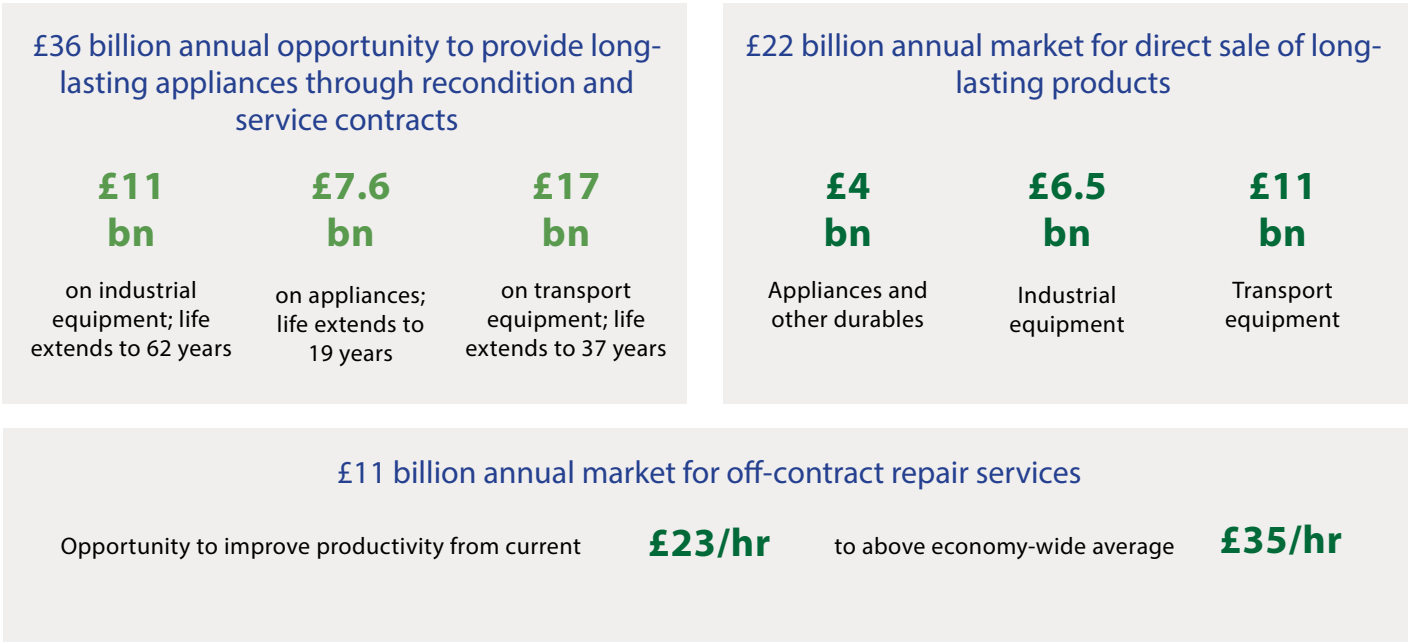 £36 billion annual opportunity to provide long-
lasting appliances through recondition and
service contracts
£11
bn
on industrial
equipment; life
extends to 62 years
£7.6
bn
on appliances;
life extends to
19 years
£17
bn
on transport
equipment; life
extends to 37 years
£22 billion annual market for direct sale of long-
lasting products
£4
bn
Appliances and
other durables
£6.5
bn
Industrial
equipment
£11
bn
Transport
equipment
£11 billion annual market for off-contract repair services
Opportunity to improve productivity from current £23/hr to above economy-wide average £35/hr